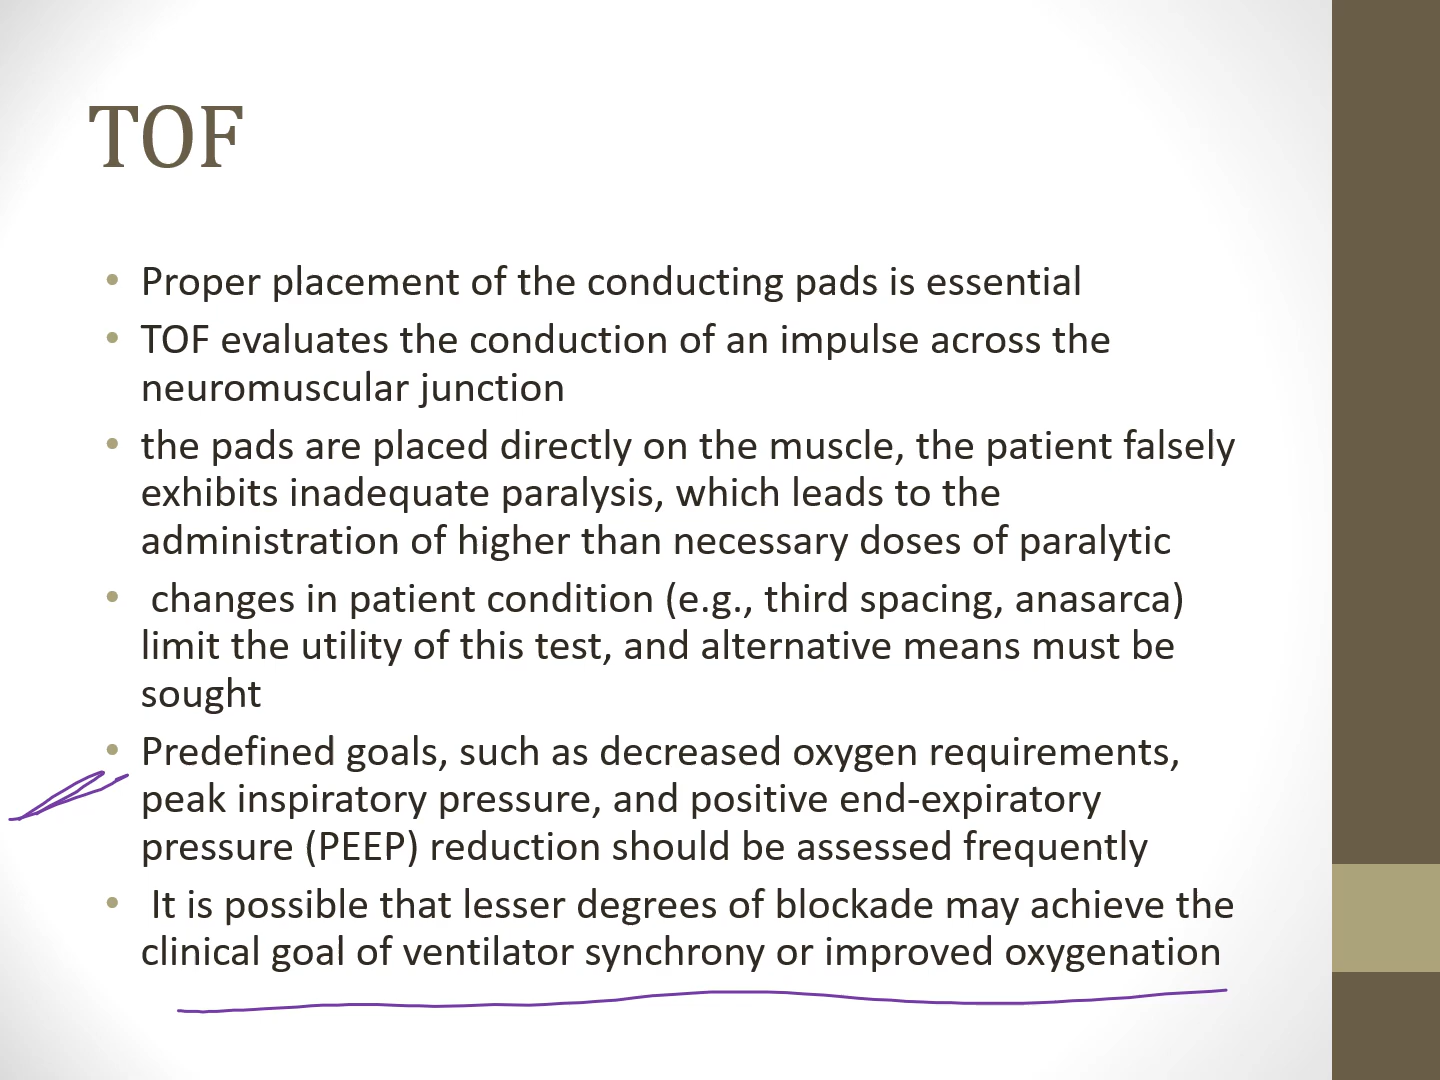 TOF
• Proper placement of the conducting pads is essential
• TOF evaluates the conduction of an impulse across the
neuromuscular junction
• the pads are placed directly on the muscle, the patient falsely
exhibits inadequate paralysis, which leads to the
administration of higher than necessary doses of paralytic
• changes in patient condition (e.g., third spacing, anasarca)
limit the utility of this test, and alternative means must be
sought
• Predefined goals, such as decreased oxygen requirements,
peak inspiratory pressure, and positive end-expiratory
pressure (PEEP) reduction should be assessed frequently
• It is possible that lesser degrees of blockade may achieve the
clinical goal of ventilator synchrony or improved oxygenation